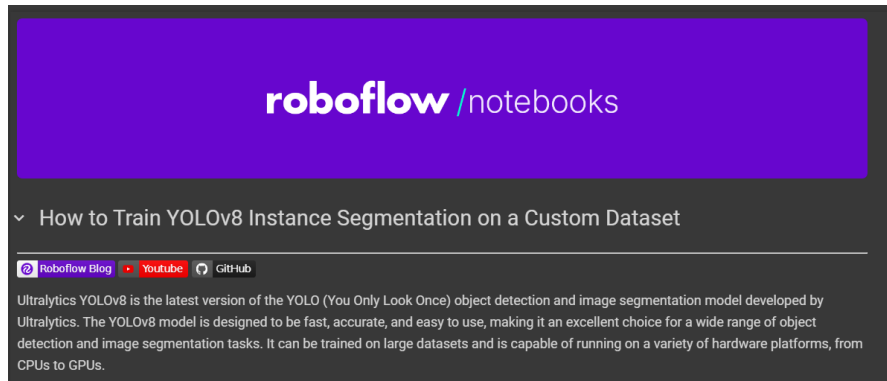 roboflow /notebooks
How to Train YOLOv8 Instance Segmentation on a Custom Dataset
Roboflow Blog Youtube GitHub
Ultralytics YOLOv8 is the latest version of the YOLO (You Only Look Once) object detection and image segmentation model developed by
Ultralytics. The YOLOv8 model is designed to be fast, accurate, and easy to use, making it an excellent choice for a wide range of object
detection and image segmentation tasks. It can be trained on large datasets and is capable of running on a variety of hardware platforms, from
CPUs to GPUs.